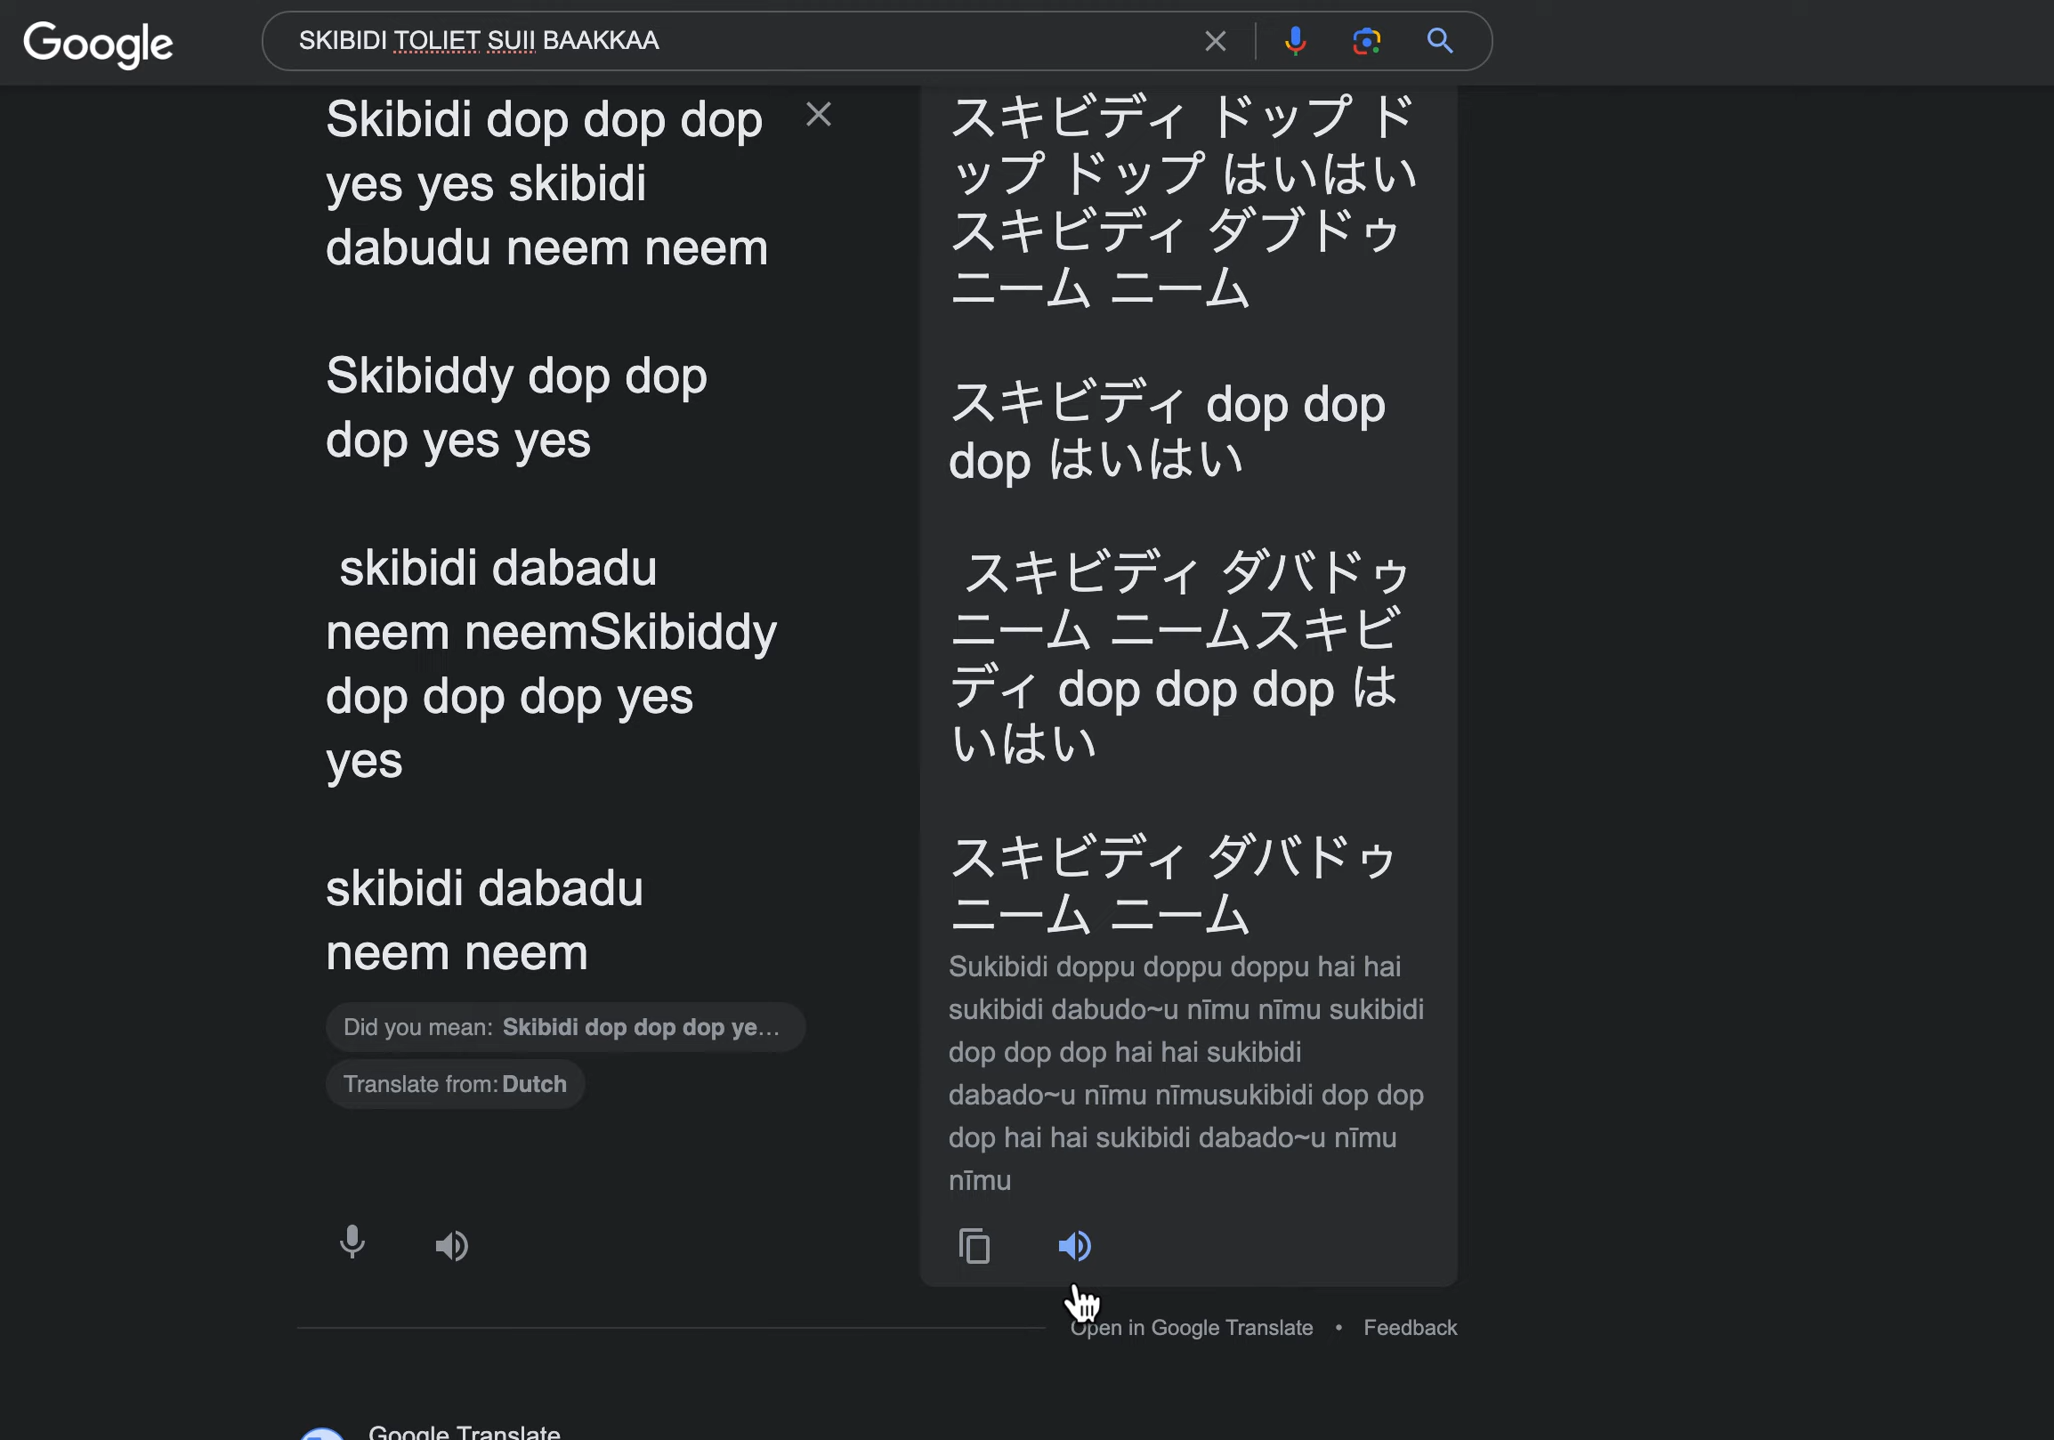 Google
SKIBIDI TOLIET SUII BAAKKAA
Skibidi dop dop dop
yes yes skibidi
dabudu neem neem
Skibiddy dop dop
dop yes yes
skibidi dabadu
neem neemSkibiddy
dop dop dop yes
yes
skibidi dabadu
neem neem
Did you mean: Skibidi dop dop dop ye...
Translate from: Dutch
スキビディ ドップ ド
ップ ドップ はいはい
スキビディ ダブドゥ
ニーム ニーム
スキビディ dop dop
dop はいはい
スキビディ ダバドゥ
ニーム ニームスキビ
ディ dop dop dop は
いはい
スキビディ ダバドゥ
ニーム ニーム
Sukibidi doppu doppu doppu hai hai
sukibidi dabudo~u nīmu nīmu sukibidi
dop dop dop hai hai sukibidi
dabado~u nīmu nīmusukibidi dop dop
dop hai hai sukibidi dabado~u nīmu
nīmu
Open in Google Translate • Feedback
Google Translate